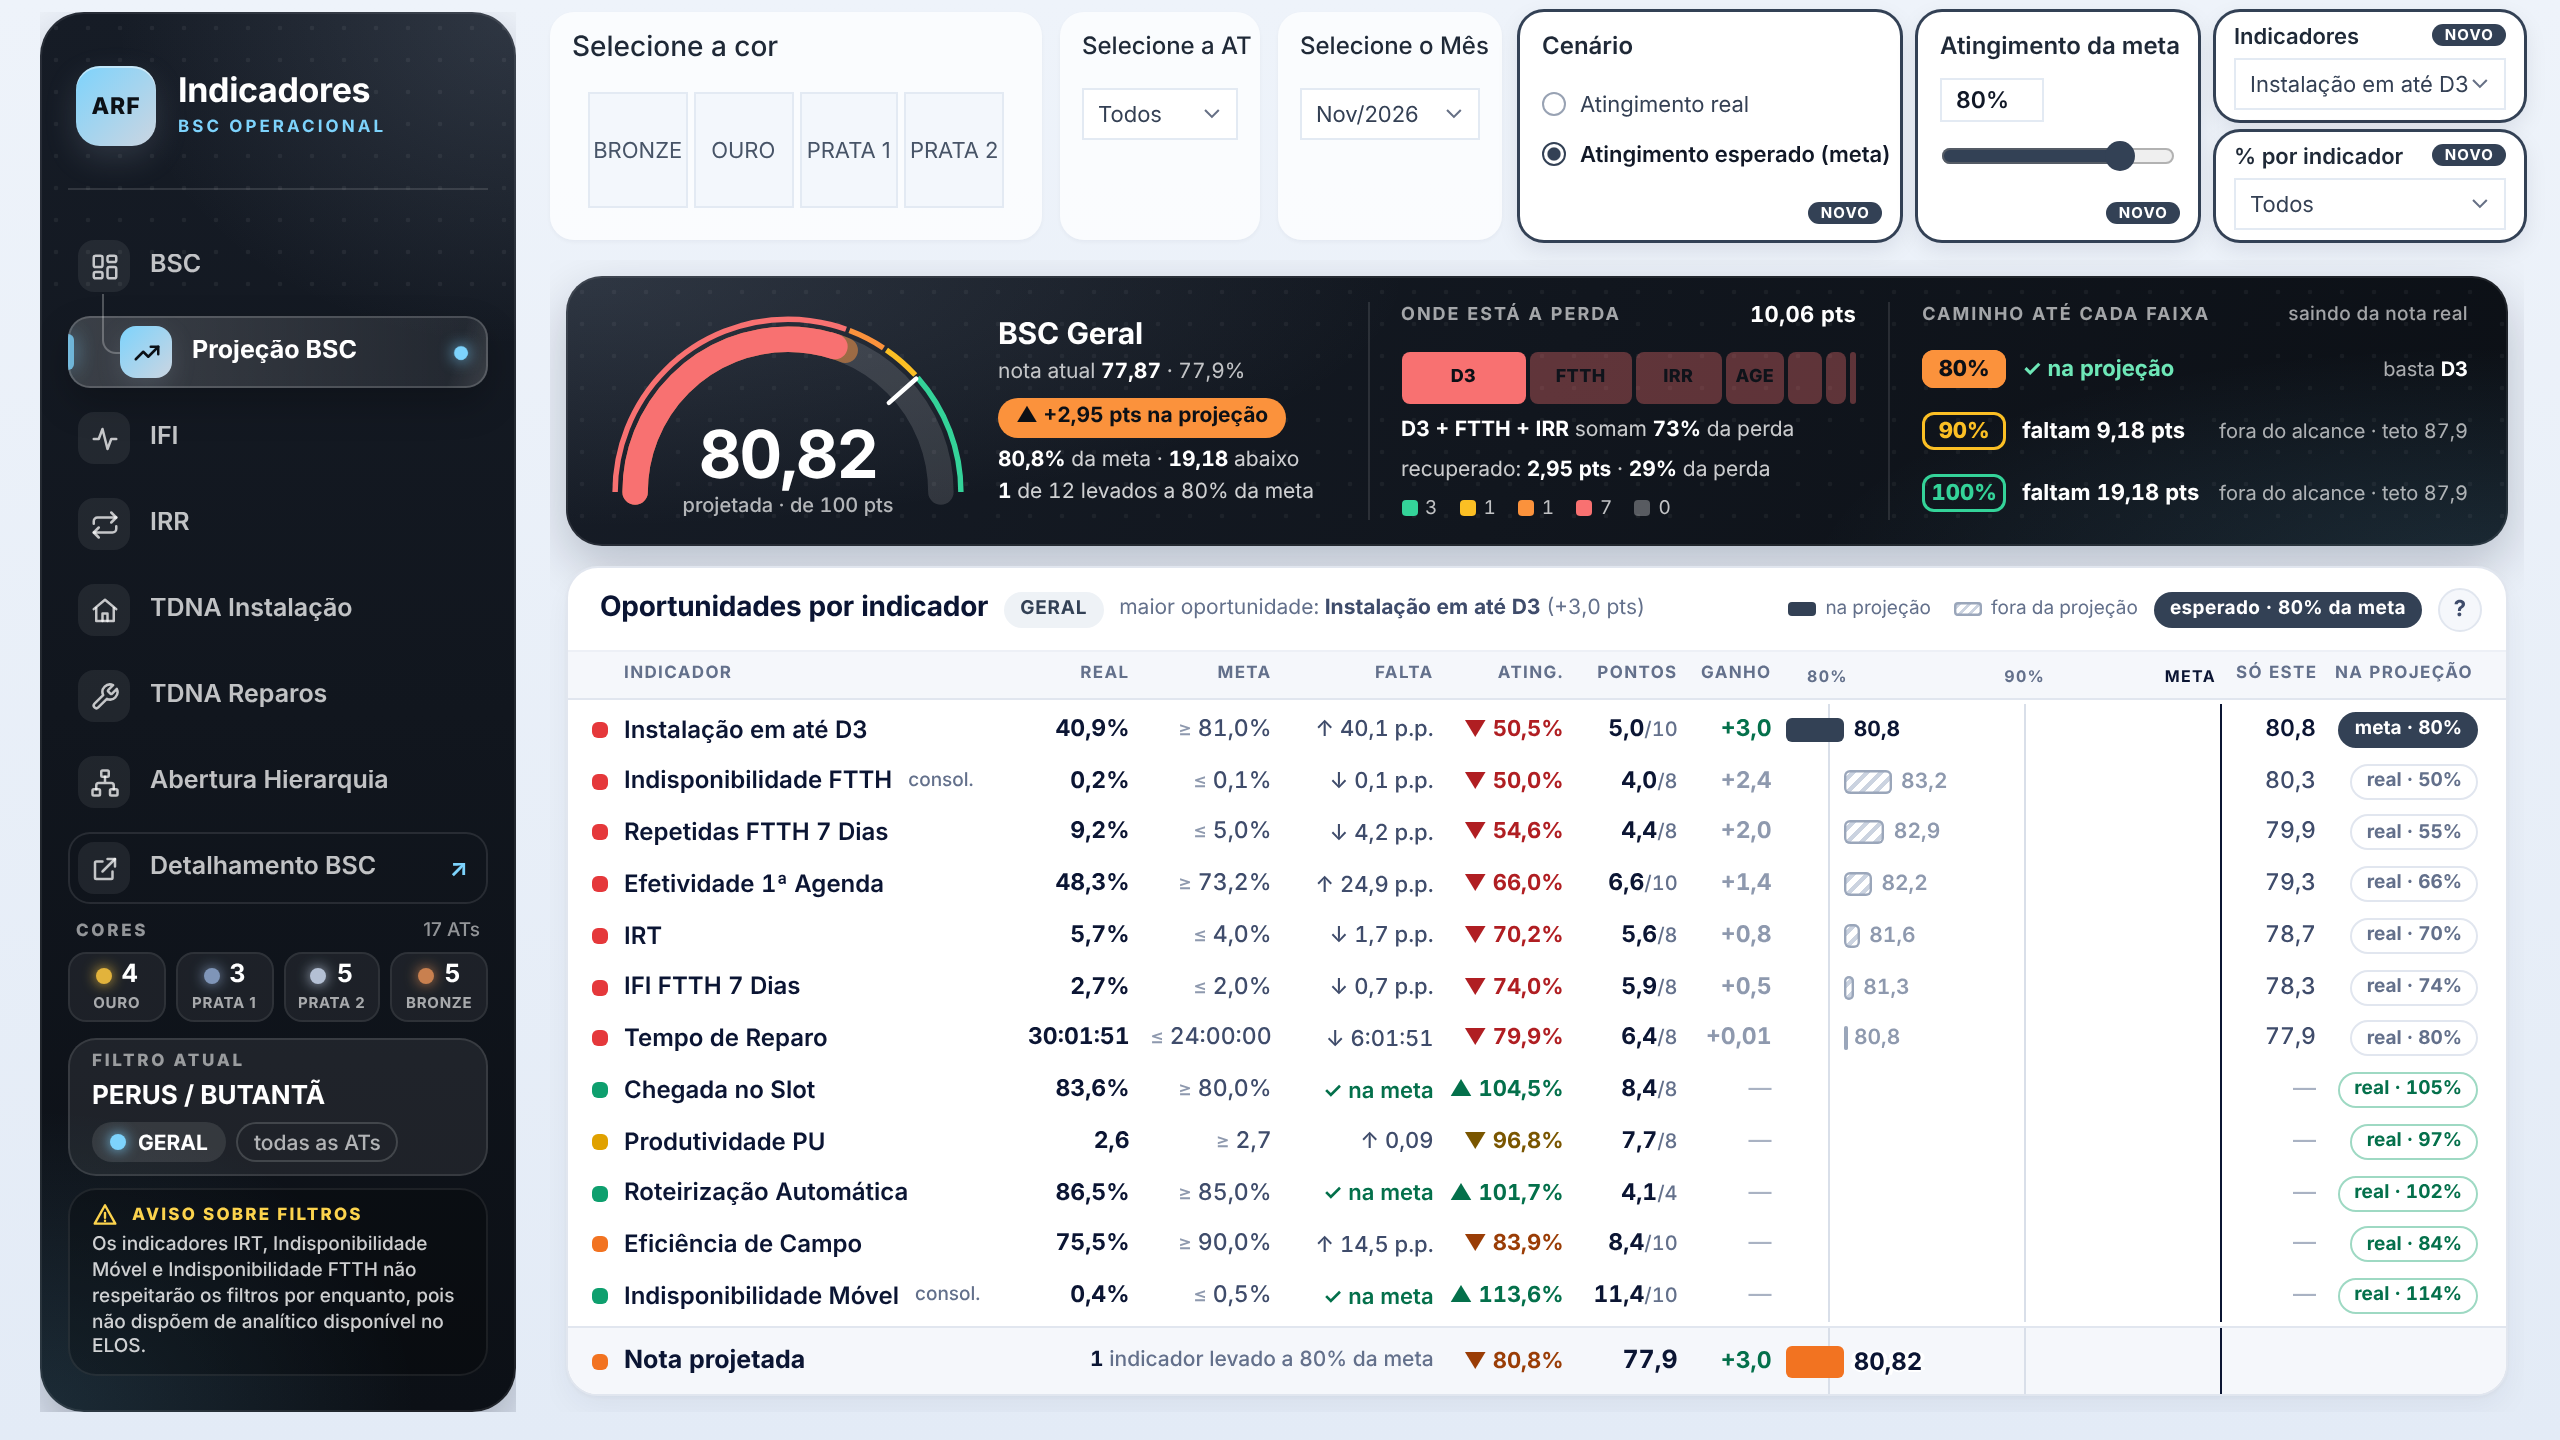 ARF
Indicadores
BSC OPERACIONAL
BSC
Projeção BSC
IFI
IRR
TDNA Instalação
TDNA Reparos
Abertura Hierarquia
Detalhamento BSC
CORES 17 ATs
4 OURO
3 PRATA 1
5 PRATA 2
5 BRONZE
FILTRO ATUAL
PERUS / BUTANTÃ
GERAL todas as ATs
AVISO SOBRE FILTROS
Os indicadores IRT, Indisponibilidade
Móvel e Indisponibilidade FTTH não
respeitarão os filtros por enquanto, pois
não dispõem de analítico disponível no
ELOS.
Selecione a cor
BRONZE OURO PRATA 1 PRATA 2
Selecione a AT
Todos
Selecione o Mês
Nov/2026
Cenário
Atingimento real
Atingimento esperado (meta)
NOVO
Atingimento da meta
80%
NOVO
Indicadores NOVO
Instalação em até D3
% por indicador NOVO
Todos
80,82
projetada · de 100 pts
BSC Geral
nota atual 77,87 · 77,9%
▲ +2,95 pts na projeção
80,8% da meta · 19,18 abaixo
1 de 12 levados a 80% da meta
ONDE ESTÁ A PERDA 10,06 pts
D3 FTTH IRR AGE
D3 + FTTH + IRR somam 73% da perda
recuperado: 2,95 pts · 29% da perda
3 1 1 7 0
CAMINHO ATÉ CADA FAIXA saindo da nota real
80% ✓ na projeção basta D3
90% faltam 9,18 pts fora do alcance · teto 87,9
100% faltam 19,18 pts fora do alcance · teto 87,9
Oportunidades por indicador GERAL maior oportunidade: Instalação em até D3 (+3,0 pts) na projeção fora da projeção esperado · 80% da meta ?
INDICADOR REAL META FALTA ATING. PONTOS GANHO 80% 90% META SÓ ESTE NA PROJEÇÃO
Instalação em até D3 40,9% ≥ 81,0% ↑ 40,1 p.p. ▼ 50,5% 5,0/10 +3,0 80,8 80,8 meta · 80%
Indisponibilidade FTTH consol. 0,2% ≤ 0,1% ↓ 0,1 p.p. ▼ 50,0% 4,0/8 +2,4 83,2 80,3 real · 50%
Repetidas FTTH 7 Dias 9,2% ≤ 5,0% ↓ 4,2 p.p. ▼ 54,6% 4,4/8 +2,0 82,9 79,9 real · 55%
Efetividade 1ª Agenda 48,3% ≥ 73,2% ↑ 24,9 p.p. ▼ 66,0% 6,6/10 +1,4 82,2 79,3 real · 66%
IRT 5,7% ≤ 4,0% ↓ 1,7 p.p. ▼ 70,2% 5,6/8 +0,8 81,6 78,7 real · 70%
IFI FTTH 7 Dias 2,7% ≤ 2,0% ↓ 0,7 p.p. ▼ 74,0% 5,9/8 +0,5 81,3 78,3 real · 74%
Tempo de Reparo 30:01:51 ≤ 24:00:00 ↓ 6:01:51 ▼ 79,9% 6,4/8 +0,01 80,8 77,9 real · 80%
Chegada no Slot 83,6% ≥ 80,0% ✓ na meta ▲ 104,5% 8,4/8 — — real · 105%
Produtividade PU 2,6 ≥ 2,7 ↑ 0,09 ▼ 96,8% 7,7/8 — — real · 97%
Roteirização Automática 86,5% ≥ 85,0% ✓ na meta ▲ 101,7% 4,1/4 — — real · 102%
Eficiência de Campo 75,5% ≥ 90,0% ↑ 14,5 p.p. ▼ 83,9% 8,4/10 — — real · 84%
Indisponibilidade Móvel consol. 0,4% ≤ 0,5% ✓ na meta ▲ 113,6% 11,4/10 — — real · 114%
Nota projetada 1 indicador levado a 80% da meta ▼ 80,8% 77,9 +3,0 80,82